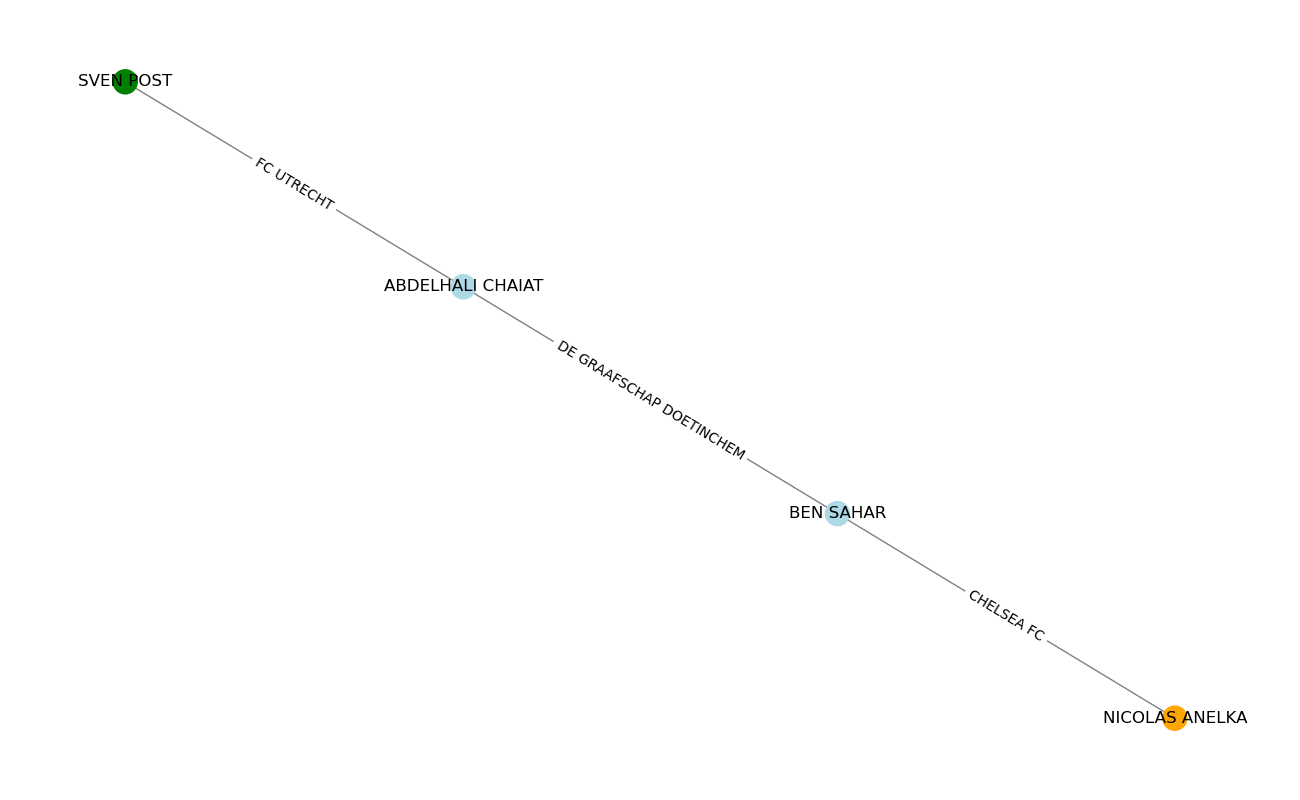 SVEN POST
FC UTRECHT
ABDELHALI CHAIAT
DE GRAAFSCHAP DOETINCHEM
BEN SAHAR
CHELSEA FC
NICOLAS ANELKA